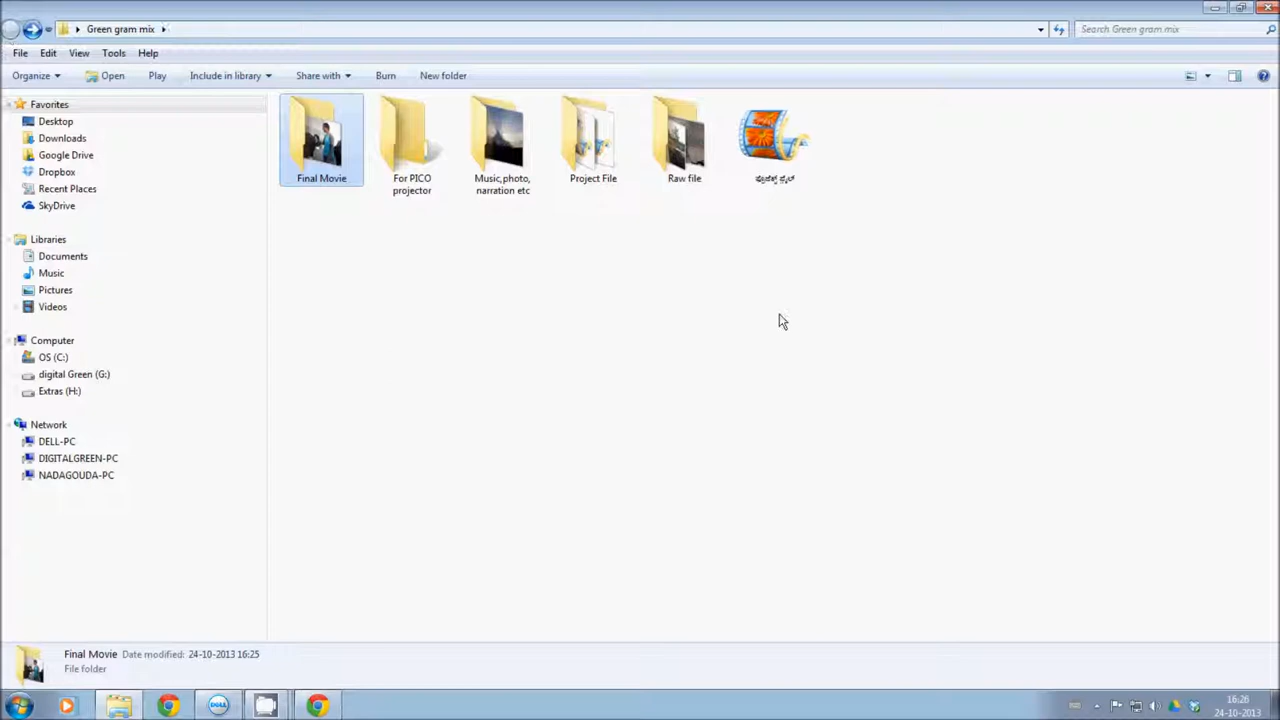 Green gram mix
Search Green gram mix
File Edit View Tools Help
Organize Open Play Include in library Share with Burn New folder
Favorites
Desktop
Downloads
Google Drive
Dropbox
Recent Places
SkyDrive
Libraries
Documents
Music
Pictures
Videos
Computer
OS (C:)
digital Green (G:)
Extras (H:)
Network
DELL-PC
DIGITALGREEN-PC
NADAGOUDA-PC
Final Movie
For PICO
projector
Music,photo,
narration etc
Project File
Raw file
ಪ್ರೊಜೆಕ್ಟ್ ಫೈಲ್
Final Movie Date modified: 24-10-2013 16:25
File folder
DELL
16:26
24-10-2013